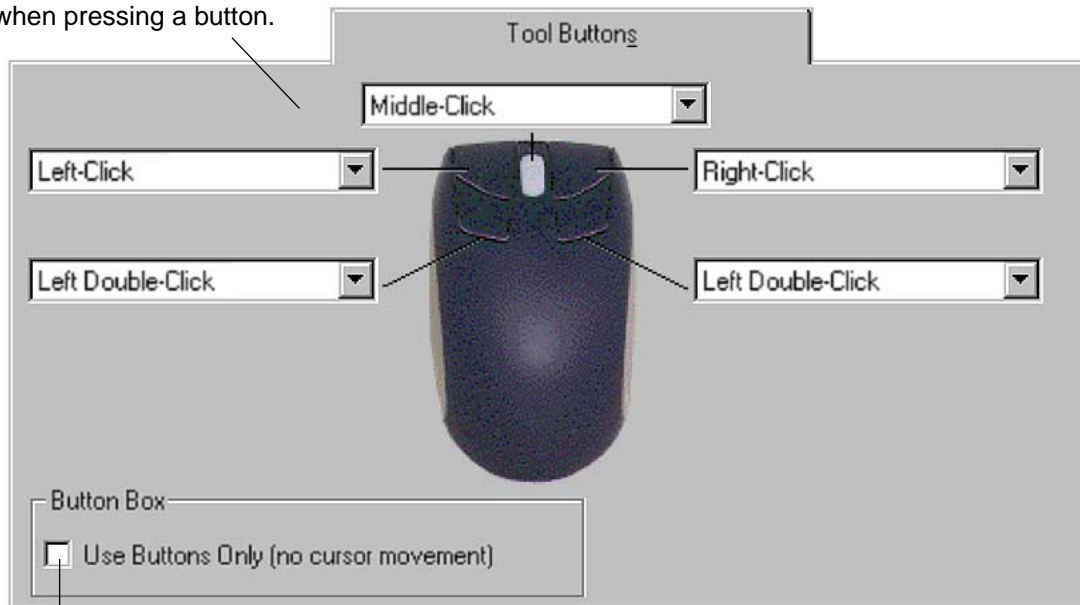 when pressing a button.
Tool Buttons
Middle-Click
Left-Click
Right-Click
Left Double-Click
Left Double-Click
Button Box
Use Buttons Only (no cursor movement)